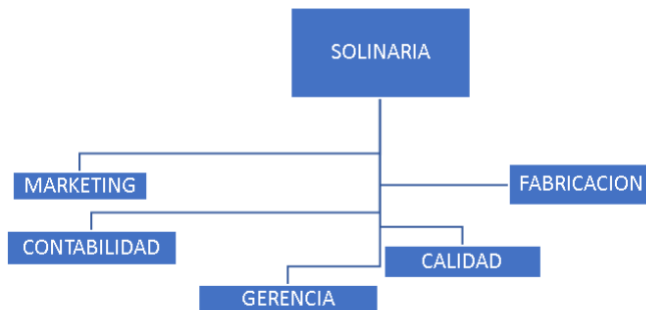 SOLINARIA
MARKETING
FABRICACION
CONTABILIDAD
CALIDAD
GERENCIA